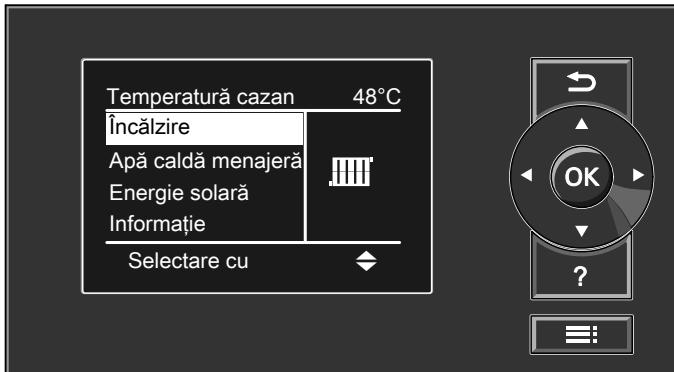 Temperatură cazan 48°C
Încălzire
Apă caldă menajeră
Energie solară
Informație
Selectare cu
OK
?